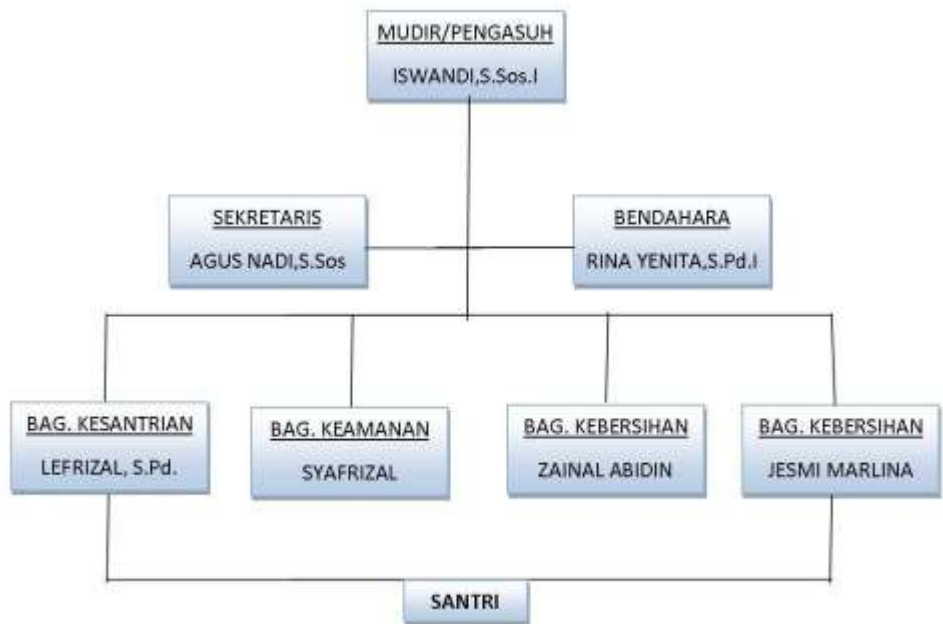 MUDIR/PENGASUH
ISWANDI,S.Sos.I
SEKRETARIS
AGUS NADI,S.Sos
BENDAHARA
RINA YENITA,S.Pd.I
BAG. KESANTRIAN
LEFRIZAL, S.Pd.
BAG. KEAMANAN
SYAFRIZAL
BAG. KEBERSIHAN
ZAINAL ABIDIN
BAG. KEBERSIHAN
JESMI MARLINA
SANTRI